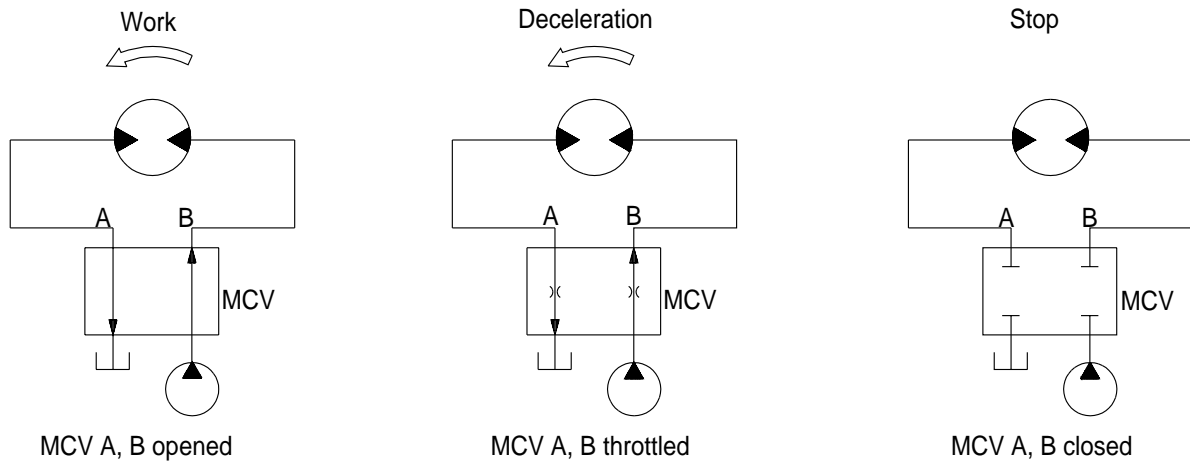 Work
Deceleration
Stop
A B
A B
A B
MCV
MCV
MCV
MCV A, B opened
MCV A, B throttled
MCV A, B closed